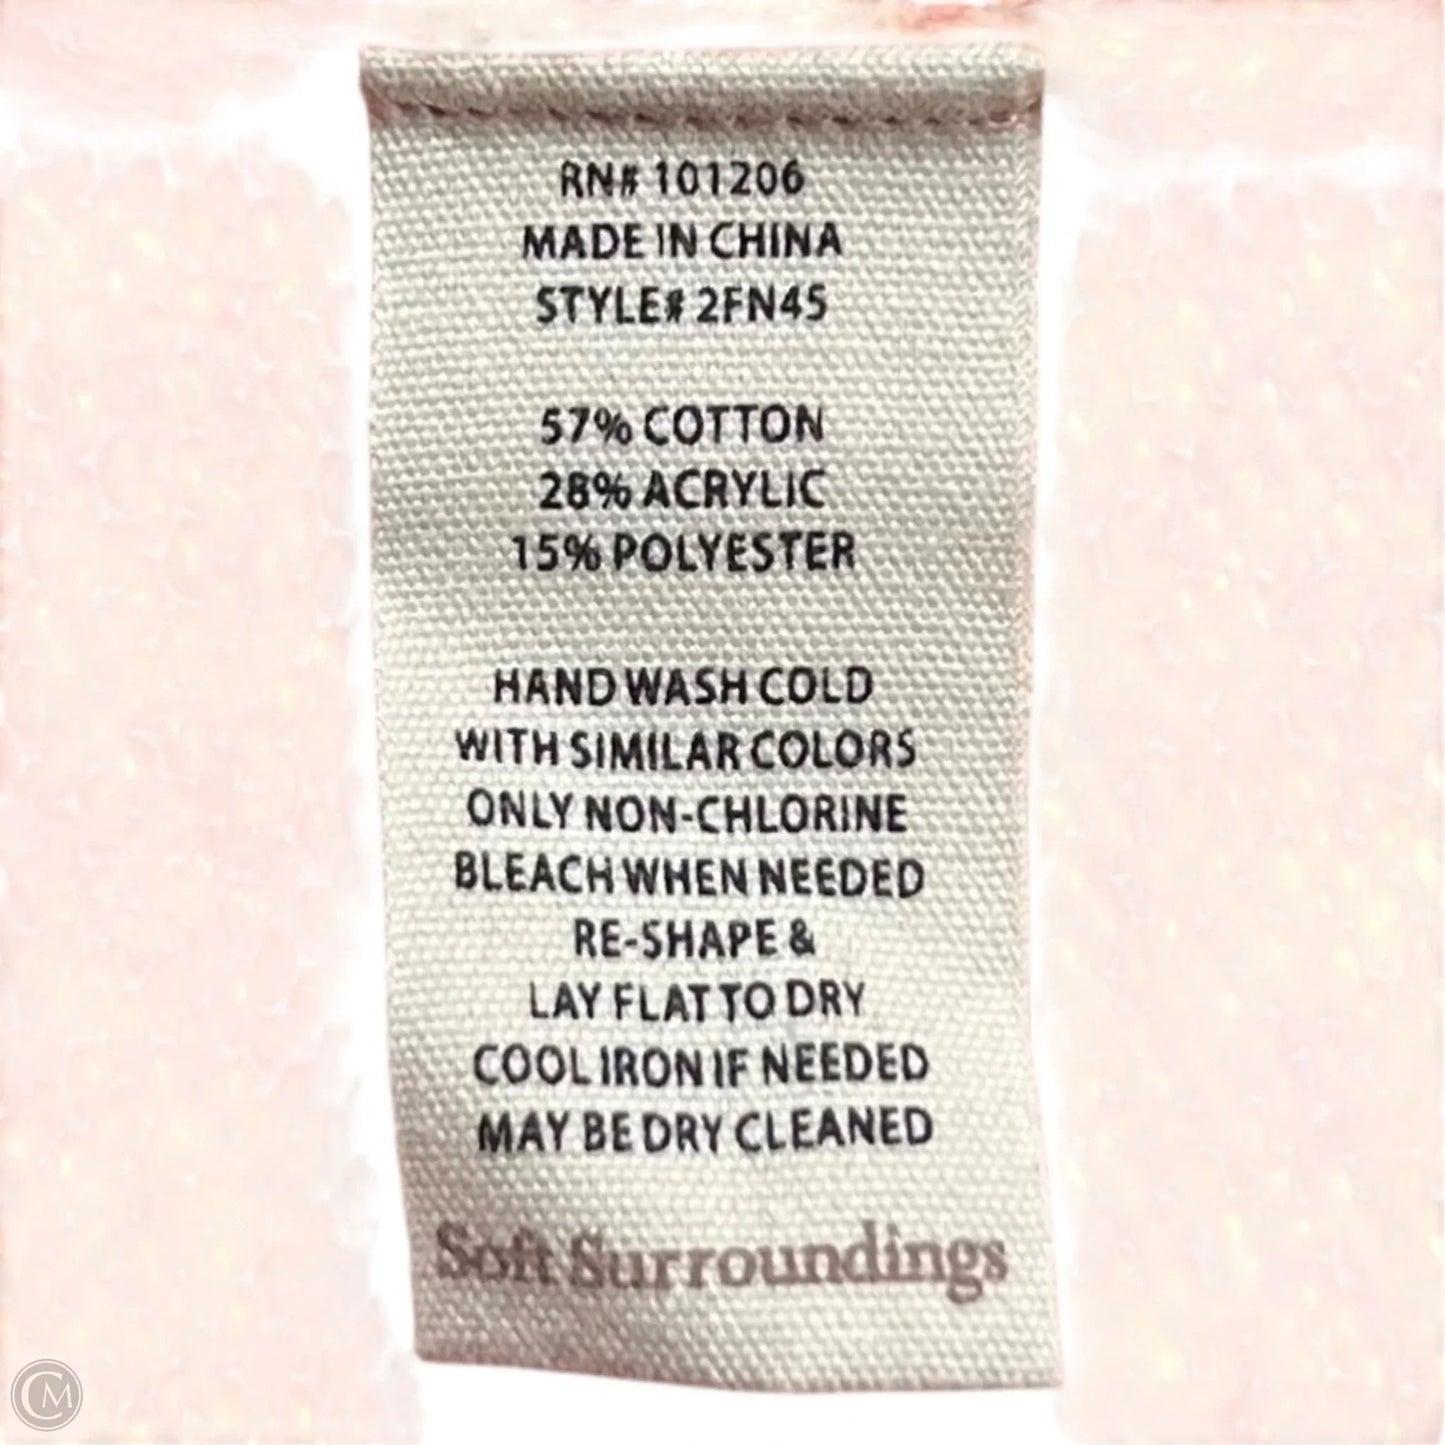 RN# 101206
MADE IN CHINA
STYLE# 2FN45
57% COTTON
28% ACRYLIC
15% POLYESTER
HAND WASH COLD
WITH SIMILAR COLORS
ONLY NON-CHLORINE
BLEACH WHEN NEEDED
RE-SHAPE &
LAY FLAT TO DRY
COOL IRON IF NEEDED
MAY BE DRY CLEANED
Soft Surroundings
CM